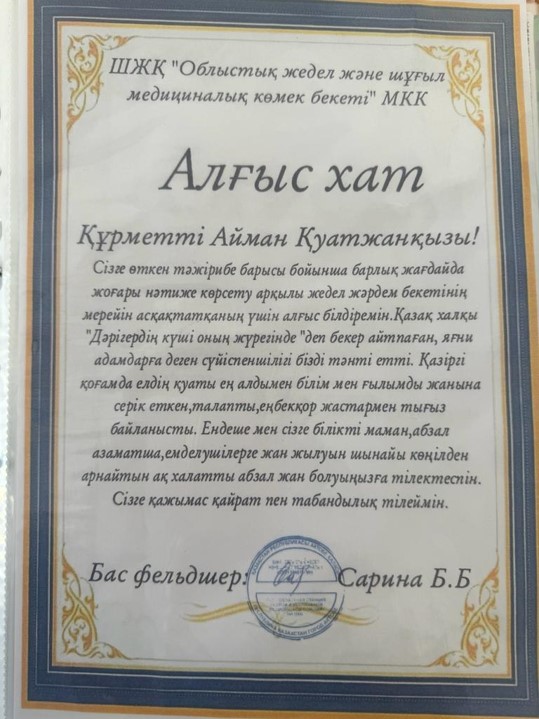 ШЖҚ "Облыстық жедел және шұғыл
медициналық көмек бекеті" МКК
Алғыс хат
Құрметті Айман Қуатжанқызы!
Сізге өткен тәжірибе барысы бойынша барлық жағдайда
жоғары нәтиже көрсету арқылы жедел жәрдем бекетінің
мерейін асқақтатқаның үшін алғыс білдіремін.Қазақ халқы
"Дәрігердің күші оның жүрегінде "деп бекер айтпаған, яғни
адамдарға деген сүйіспеншілігі бізді тәнті етті. Қазіргі
қоғамда елдің қуаты ең алдымен білім мен ғылымды жанына
серік еткен,талапты,еңбекқор жастармен тығыз
байланысты. Ендеше мен сізге білікті маман,абзал
азаматша,емделушілерге жан жылуын шынайы көңілден
арнайтын ақ халатты абзал жан болуыңызға тілектеспін.
Сізге қажымас қайрат пен табандылық тілеймін.
Бас фельдшер: Сарина Б.Б